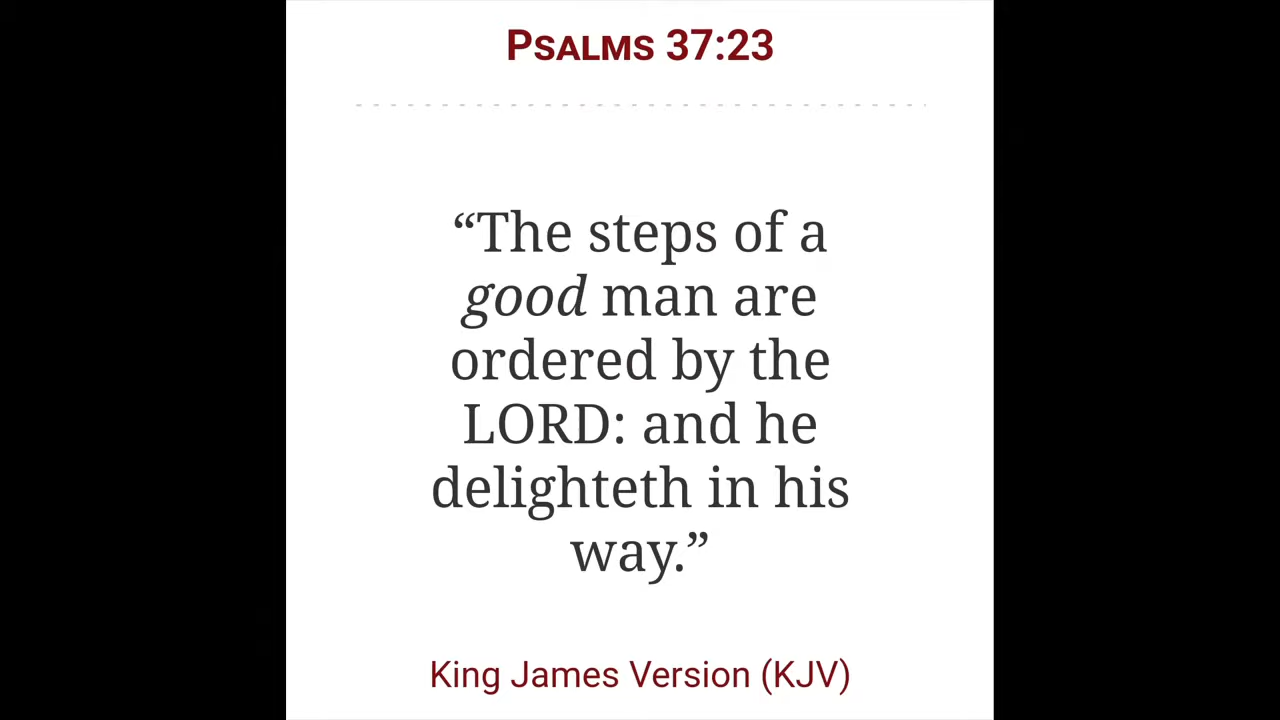 Psalms 37:23
“The steps of a
good man are
ordered by the
LORD: and he
delighteth in his
way.”
King James Version (KJV)